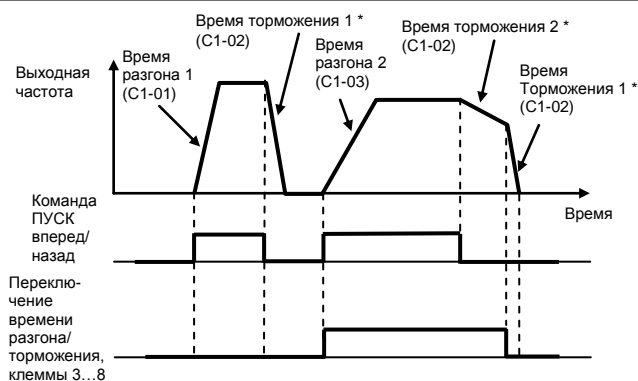 Время торможения 1 *
(C1-02)
Время торможения 2 *
(C1-02)
Время
разгона 1
(C1-01)
Время
разгона 2
(C1-03)
Время
Торможения 1 *
(C1-02)
Выходная
частота
Время
Команда
ПУСК
вперед/
назад
Переклю-
чение
времени
разгона/
торможения,
клеммы 3...8